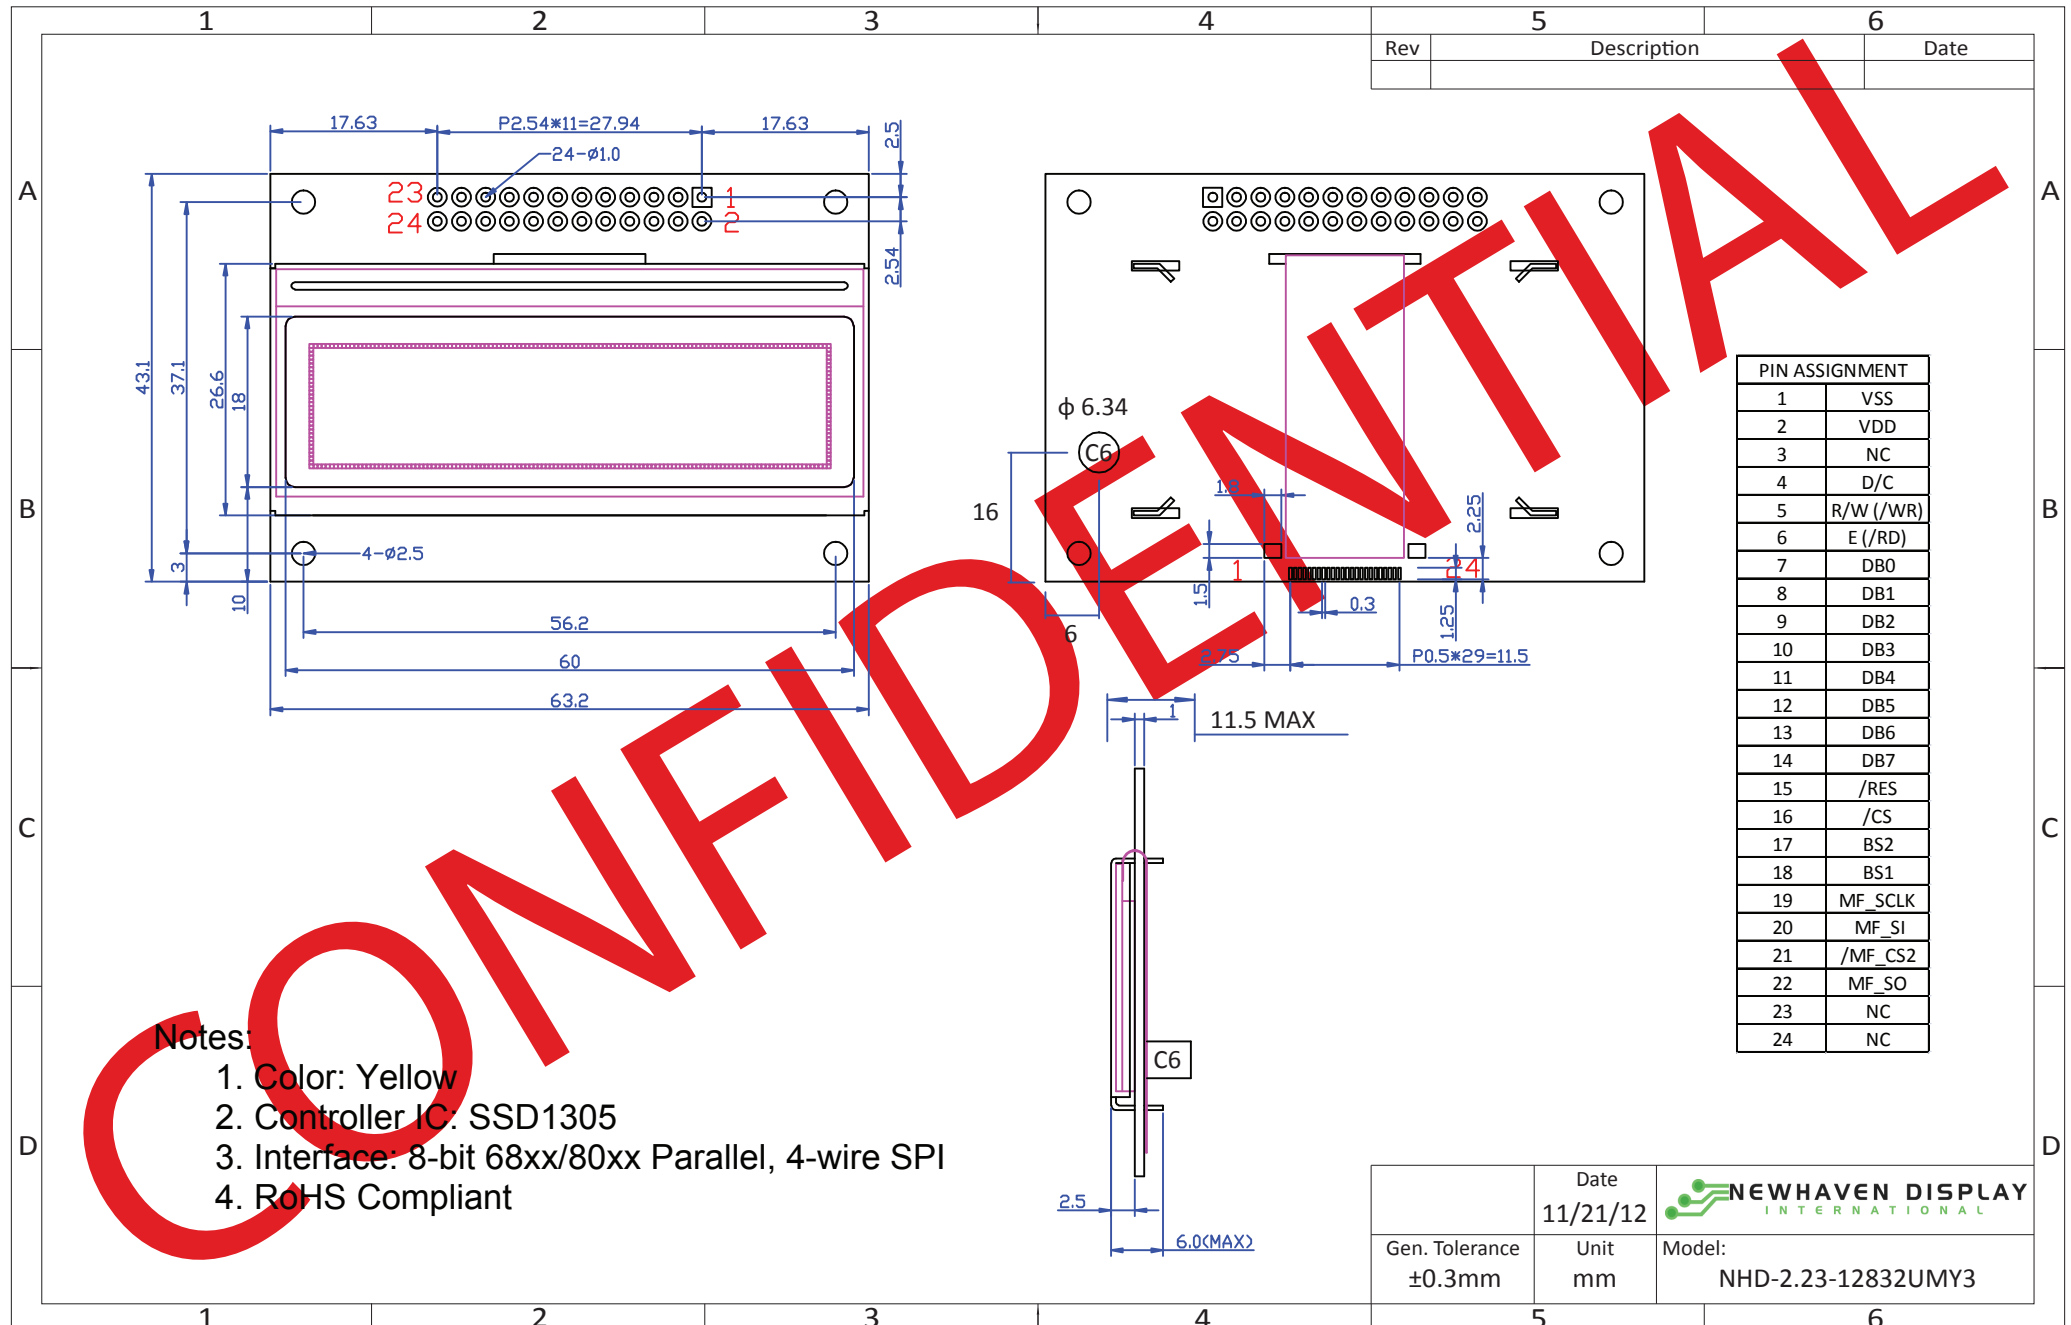 1 2 3 4 5 6
Rev Description Date
A A
B B
C C
D D
17.63 P2.54*11=27.94 17.63
2.5
24-ø1.0
23 1
24 2
2.54
43.1
37.1
26.6
18
4-ø2.5
3
10
56.2
60
63.2
ϕ 6.34
C6
16
6
1.8
2.25
1 24
1.5
0.3
1.25
2.75 P0.5*29=11.5
1
11.5 MAX
C6
2.5
6.0(MAX)
PIN ASSIGNMENT
1 VSS
2 VDD
3 NC
4 D/C
5 R/W (/WR)
6 E (/RD)
7 DB0
8 DB1
9 DB2
10 DB3
11 DB4
12 DB5
13 DB6
14 DB7
15 /RES
16 /CS
17 BS2
18 BS1
19 MF_SCLK
20 MF_SI
21 /MF_CS2
22 MF_SO
23 NC
24 NC
CONFIDENTIAL
Notes:
1. Color: Yellow
2. Controller IC: SSD1305
3. Interface: 8-bit 68xx/80xx Parallel, 4-wire SPI
4. RoHS Compliant
Date
11/21/12
NEWHAVEN DISPLAY
INTERNATIONAL
Gen. Tolerance
±0.3mm
Unit
mm
Model:
NHD-2.23-12832UMY3
1 2 3 4 5 6